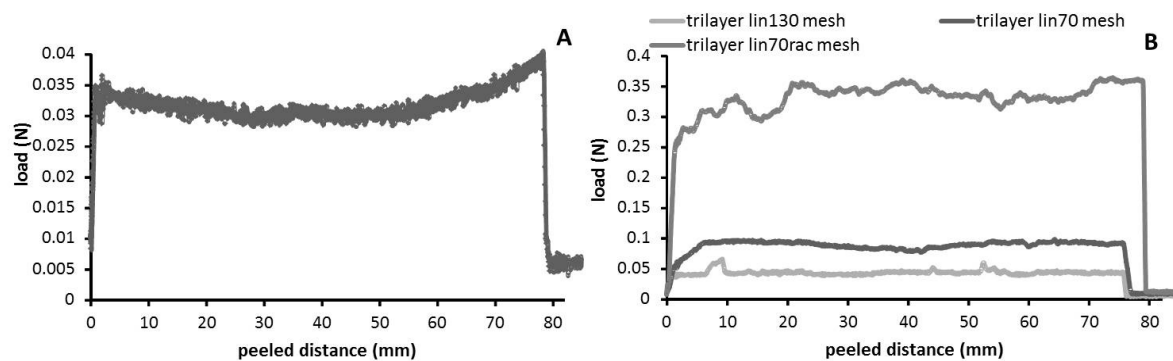 A
load (N)
0.04
0.035
0.03
0.025
0.02
0.015
0.01
0.005
0
0 10 20 30 40 50 60 70 80
peeled distance (mm)
trilayer lin130 mesh trilayer lin70 mesh
trilayer lin70rac mesh
B
load (N)
0.4
0.35
0.3
0.25
0.2
0.15
0.1
0.05
0
0 10 20 30 40 50 60 70 80
peeled distance (mm)